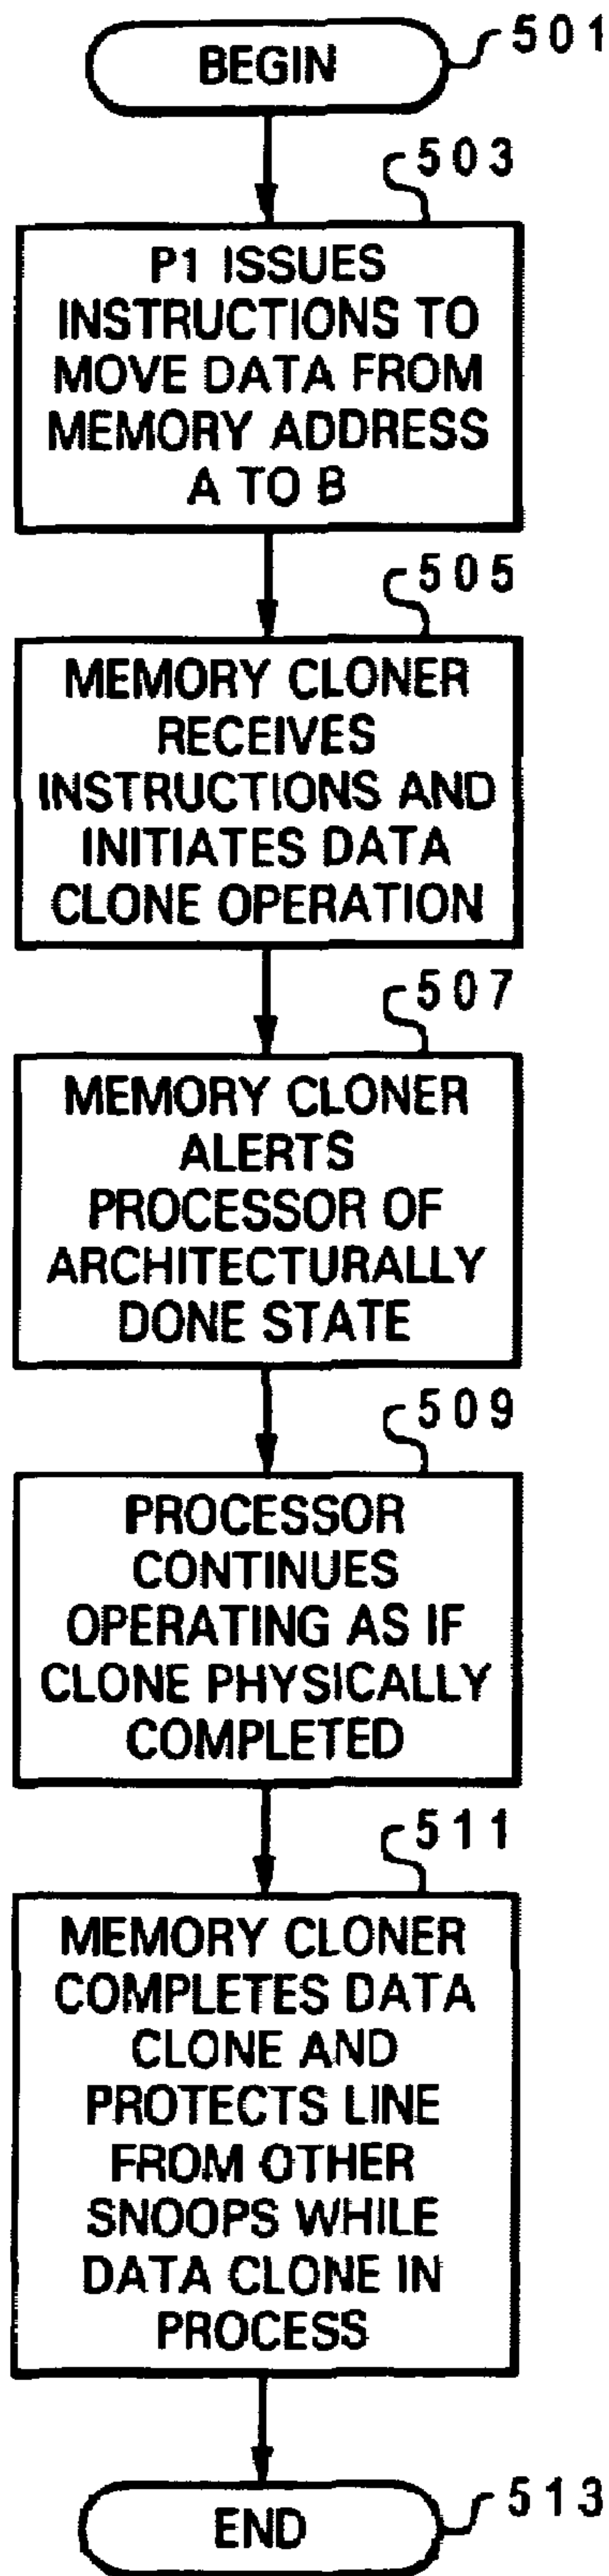 BEGIN
501
503
P1 ISSUES
INSTRUCTIONS TO
MOVE DATA FROM
MEMORY ADDRESS
A TO B
505
MEMORY CLONER
RECEIVES
INSTRUCTIONS AND
INITIATES DATA
CLONE OPERATION
507
MEMORY CLONER
ALERTS
PROCESSOR OF
ARCHITECTURALLY
DONE STATE
509
PROCESSOR
CONTINUES
OPERATING AS IF
CLONE PHYSICALLY
COMPLETED
511
MEMORY CLONER
COMPLETES DATA
CLONE AND
PROTECTS LINE
FROM OTHER
SNOOPS WHILE
DATA CLONE IN
PROCESS
END
513